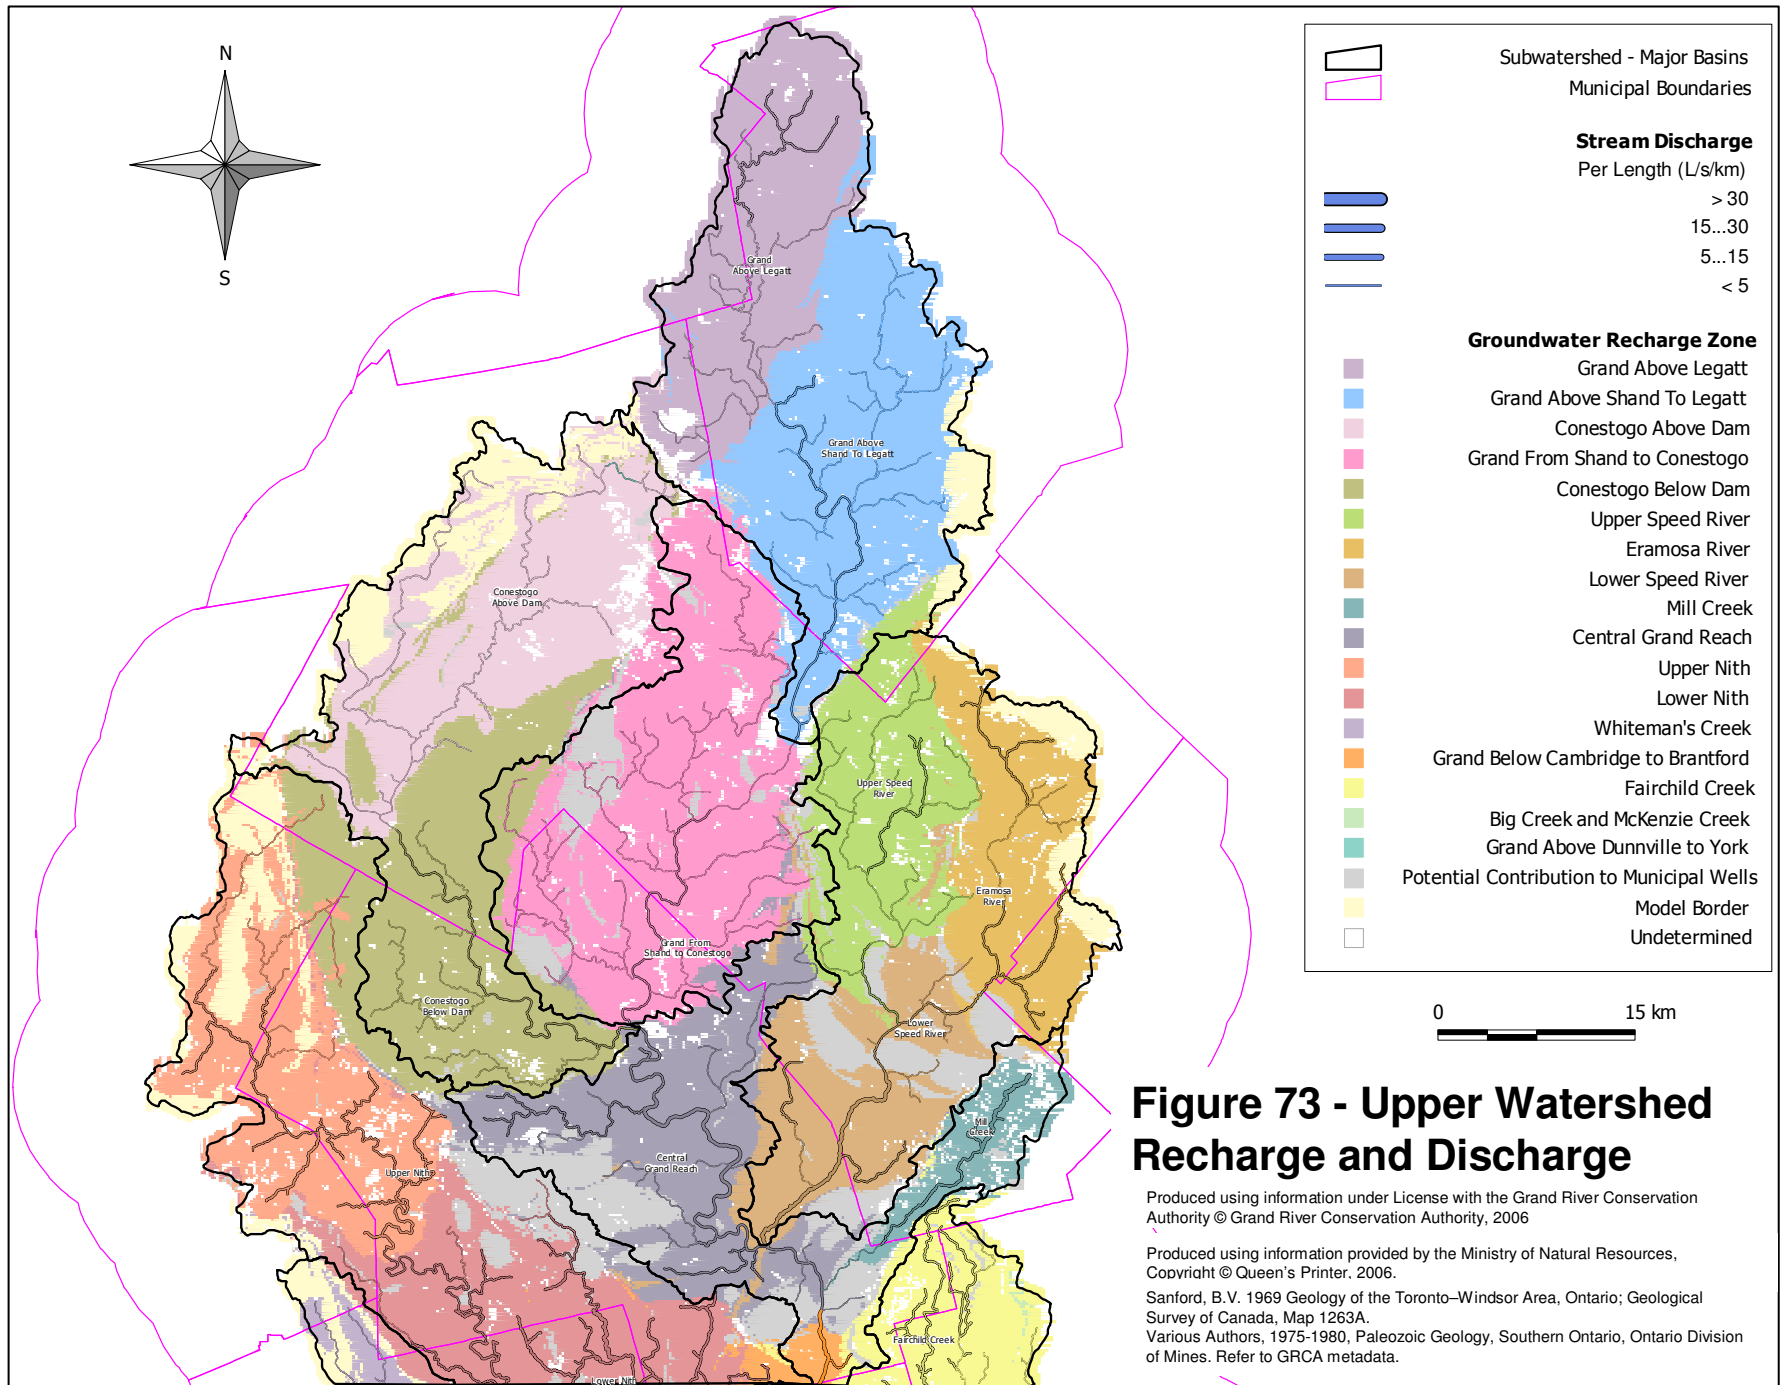 N
S
Grand
Above Legatt
Grand Above
Shand To Legatt
Conestogo
Above Dam
Upper Speed
River
Eramosa
River
Grand From
Shand to Conestogo
Conestogo
Below Dam
Lower
Speed River
Mill
Creek
Central
Grand Reach
Upper Nith
Fairchild Creek
Lower Nith
Subwatershed - Major Basins
Municipal Boundaries
Stream Discharge
Per Length (L/s/km)
> 30
15...30
5...15
< 5
Groundwater Recharge Zone
Grand Above Legatt
Grand Above Shand To Legatt
Conestogo Above Dam
Grand From Shand to Conestogo
Conestogo Below Dam
Upper Speed River
Eramosa River
Lower Speed River
Mill Creek
Central Grand Reach
Upper Nith
Lower Nith
Whiteman's Creek
Grand Below Cambridge to Brantford
Fairchild Creek
Big Creek and McKenzie Creek
Grand Above Dunnville to York
Potential Contribution to Municipal Wells
Model Border
Undetermined
0 15 km
Figure 73 - Upper Watershed
Recharge and Discharge
Produced using information under License with the Grand River Conservation
Authority © Grand River Conservation Authority, 2006
Produced using information provided by the Ministry of Natural Resources,
Copyright © Queen's Printer, 2006.
Sanford, B.V. 1969 Geology of the Toronto–Windsor Area, Ontario; Geological
Survey of Canada, Map 1263A.
Various Authors, 1975-1980, Paleozoic Geology, Southern Ontario, Ontario Division
of Mines. Refer to GRCA metadata.